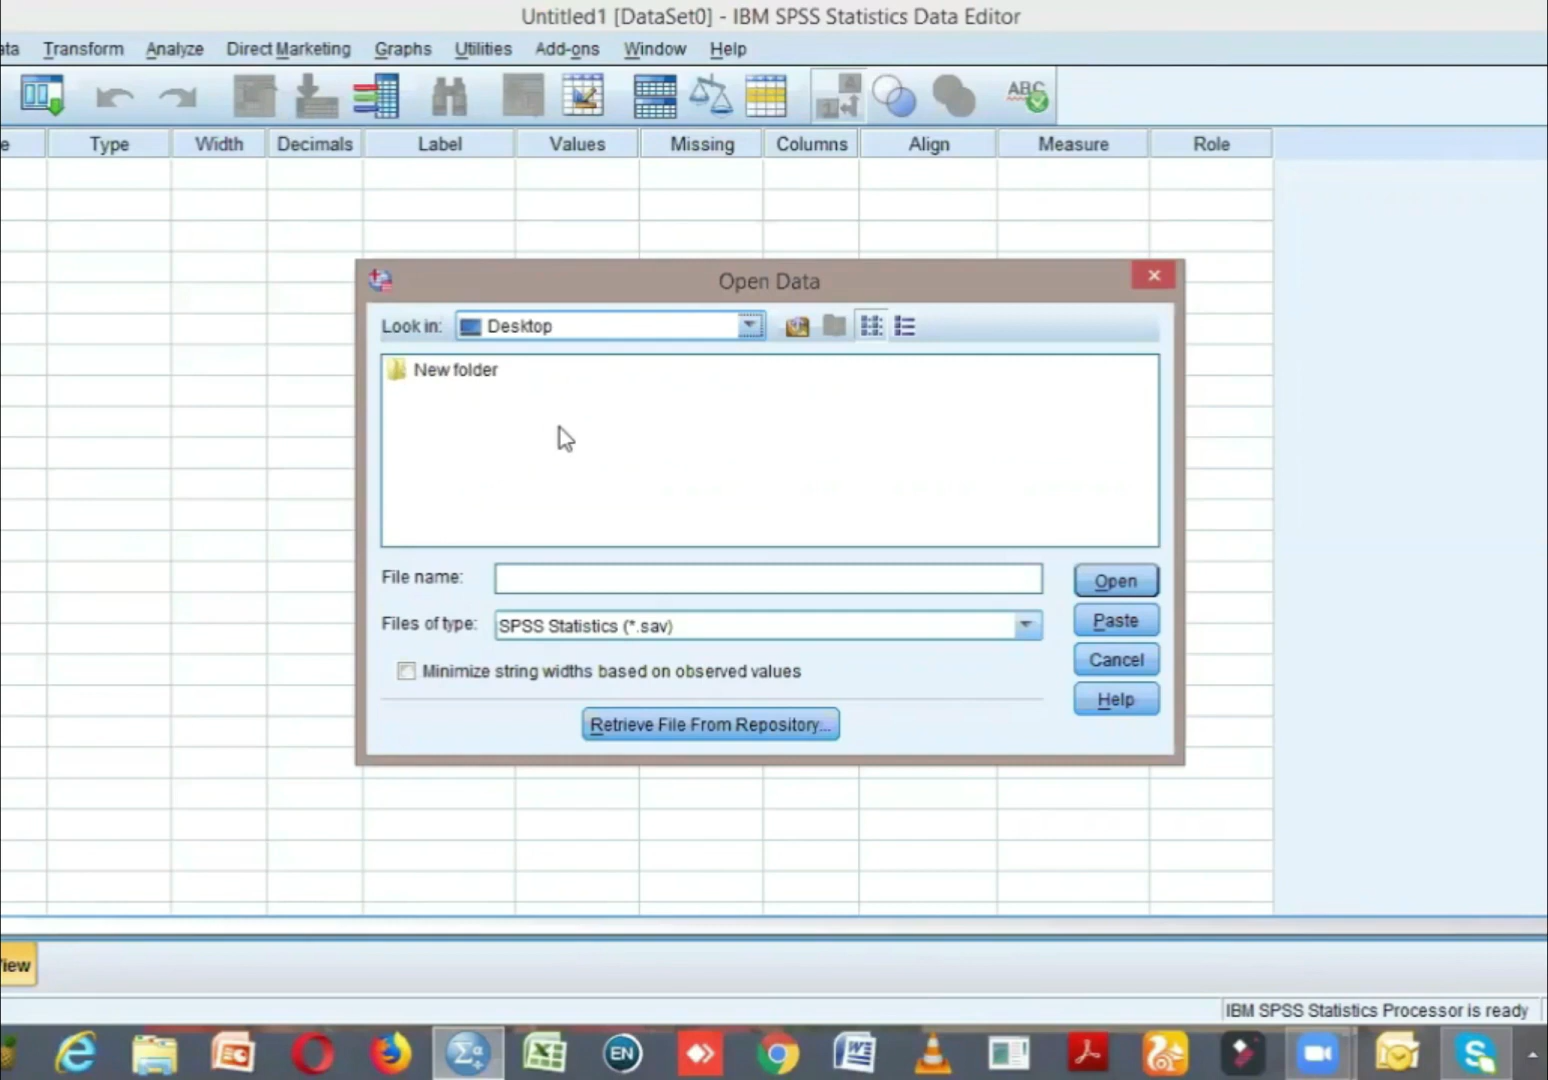 Untitled1 [DataSet0] - IBM SPSS Statistics Data Editor
ata Transform Analyze Direct Marketing Graphs Utilities Add-ons Window Help
ABC
e Type Width Decimals Label Values Missing Columns Align Measure Role
Open Data
Look in: Desktop
New folder
File name:
Open
Files of type: SPSS Statistics (*.sav)
Paste
Minimize string widths based on observed values
Cancel
Help
Retrieve File From Repository...
iew
IBM SPSS Statistics Processor is ready
EN